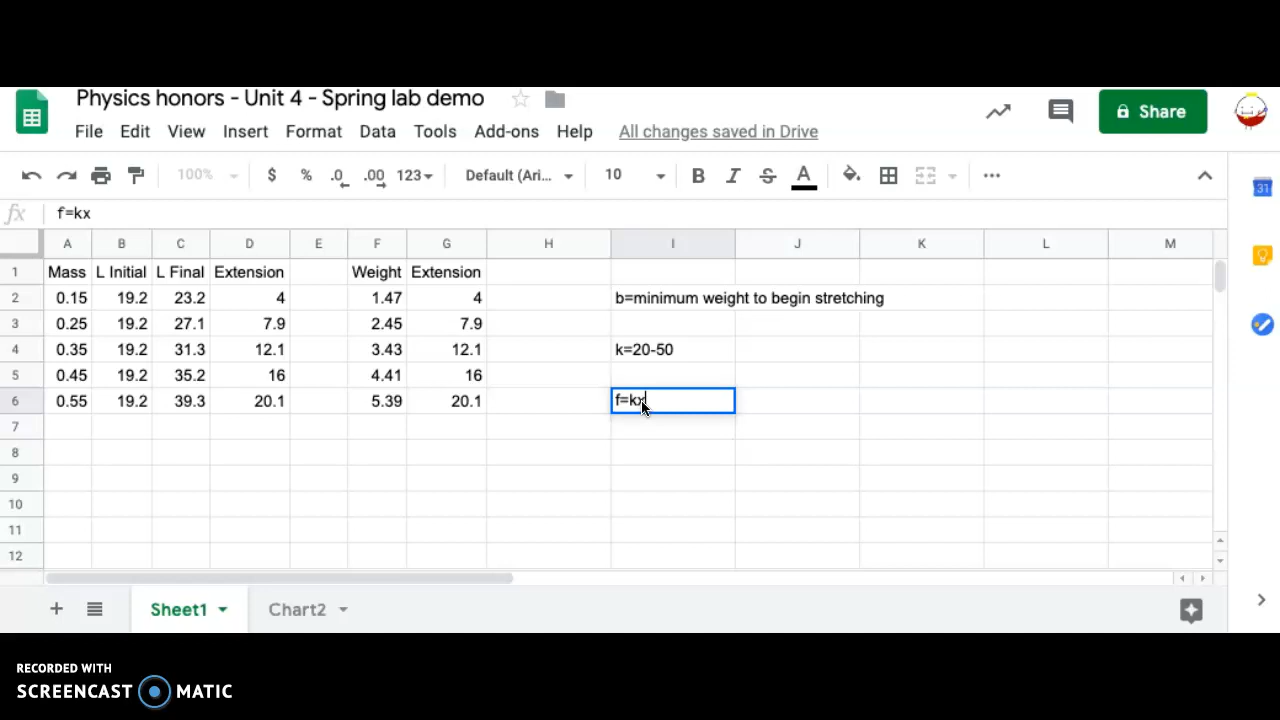 Physics honors - Unit 4 - Spring lab demo
File Edit View Insert Format Data Tools Add-ons Help All changes saved in Drive
Share
100% $ % .0 .00 123 Default (Ari... 10 B I S A ...
31
fx f=kx
A B C D E F G H I J K L M
1 Mass L Initial L Final Extension Weight Extension
2 0.15 19.2 23.2 4 1.47 4 b=minimum weight to begin stretching
3 0.25 19.2 27.1 7.9 2.45 7.9
4 0.35 19.2 31.3 12.1 3.43 12.1 k=20-50
5 0.45 19.2 35.2 16 4.41 16
6 0.55 19.2 39.3 20.1 5.39 20.1 f=kx
7
8
9
10
11
12
Sheet1 Chart2
RECORDED WITH
SCREENCAST MATIC